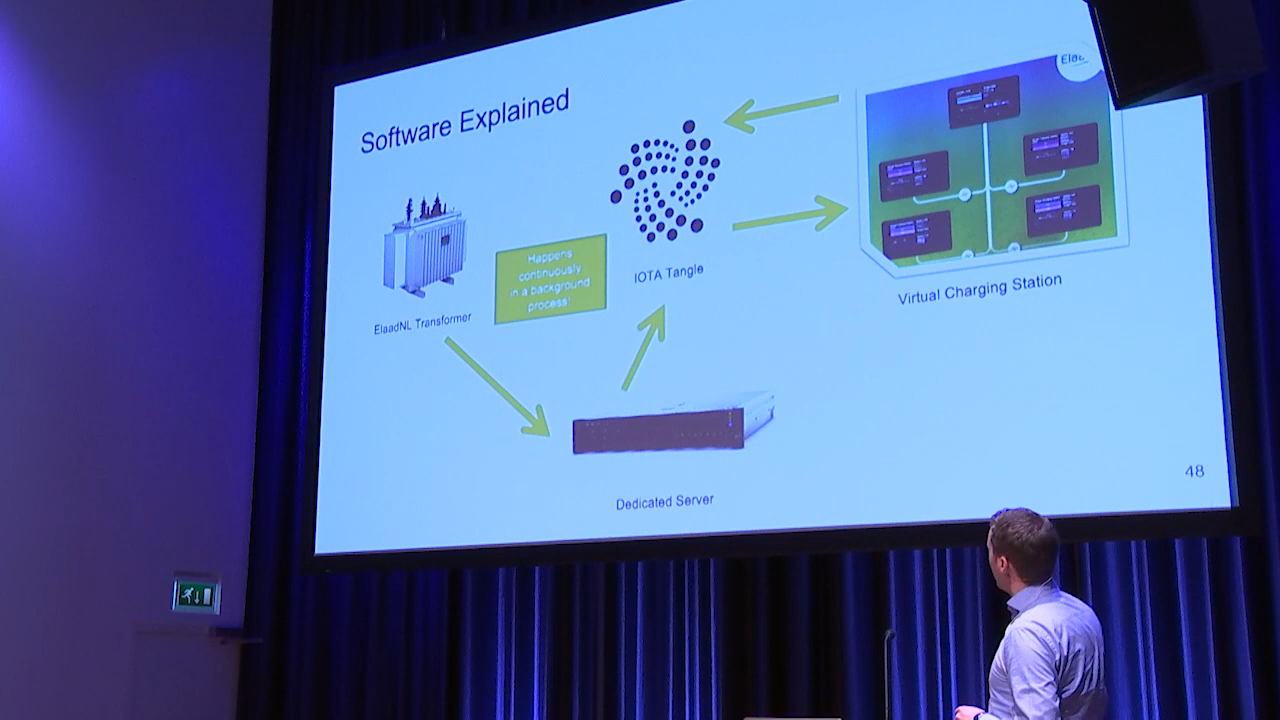 Software Explained
Happens
continuously
in a background
process!
IOTA Tangle
ElaadNL Transformer
Virtual Charging Station
Dedicated Server
48